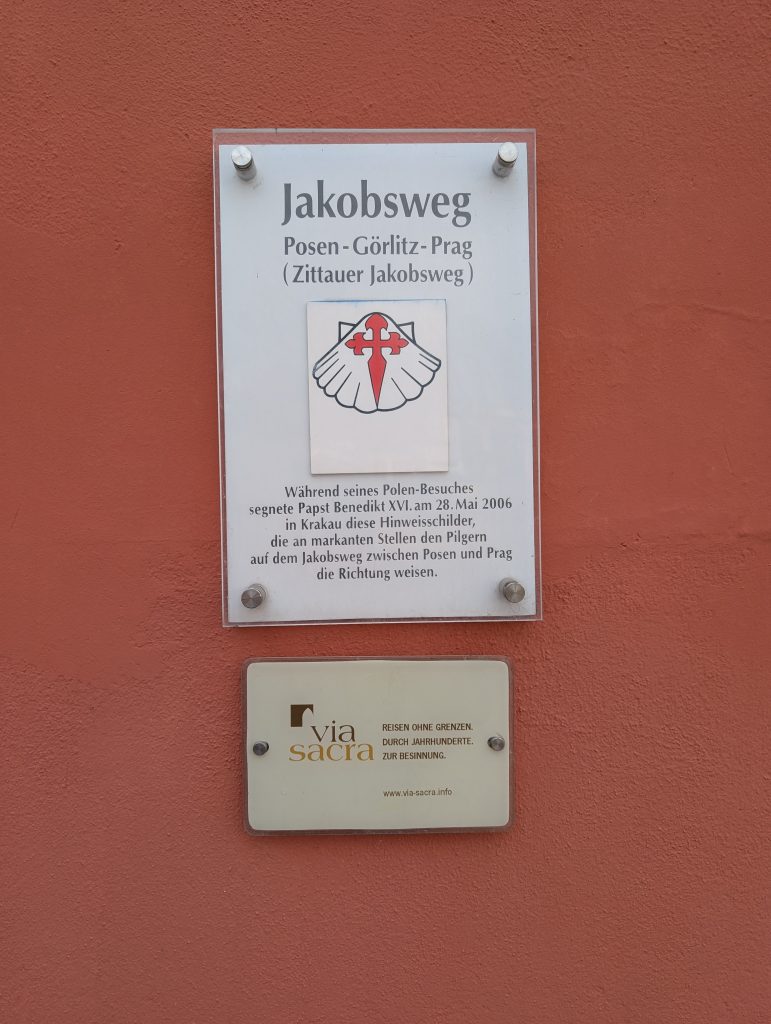 Jakobsweg
Posen-Görlitz-Prag
(Zittauer Jakobsweg)
Während seines Polen-Besuches
segnete Papst Benedikt XVI. am 28. Mai 2006
in Krakau diese Hinweisschilder,
die an markanten Stellen den Pilgern
auf dem Jakobsweg zwischen Posen und Prag
die Richtung weisen.
via
sacra
REISEN OHNE GRENZEN.
DURCH JAHRHUNDERTE.
ZUR BESINNUNG.
www.via-sacra.info